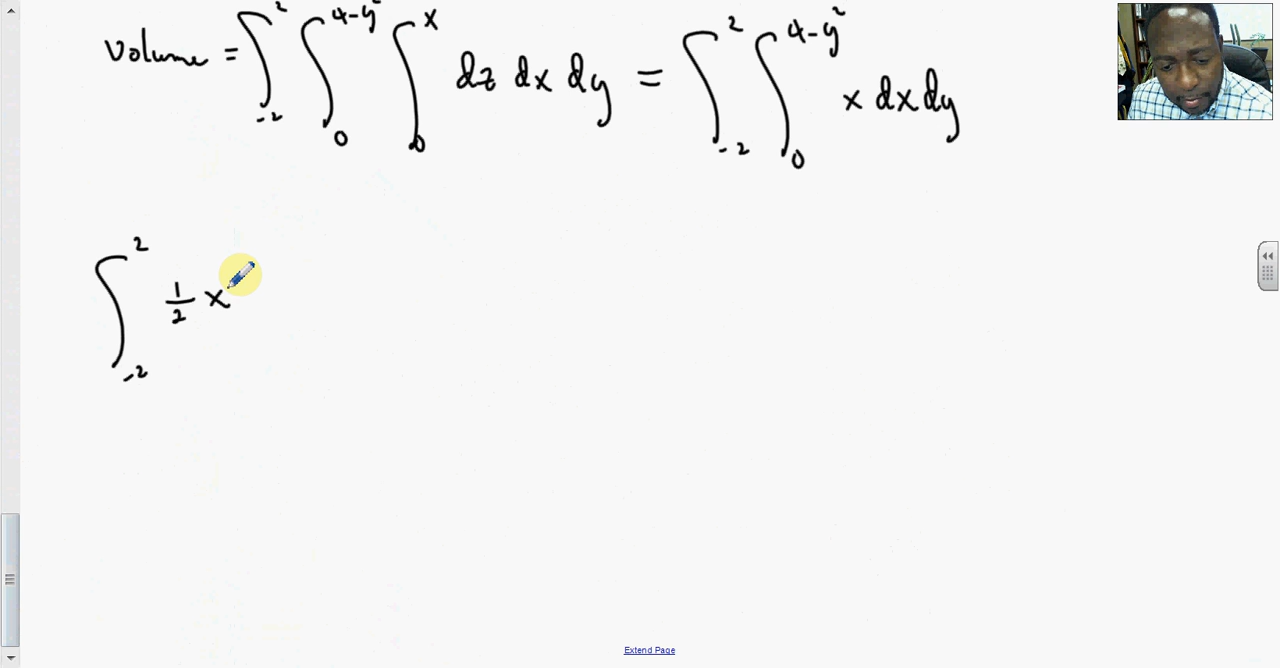 Volume = ∫_{-2}^{2} ∫_{0}^{4-y²} ∫_{0}^{x} dz dx dy = ∫_{-2}^{2} ∫_{0}^{4-y²} x dx dy
∫_{-2}^{2} 1/2 x
Extend Page